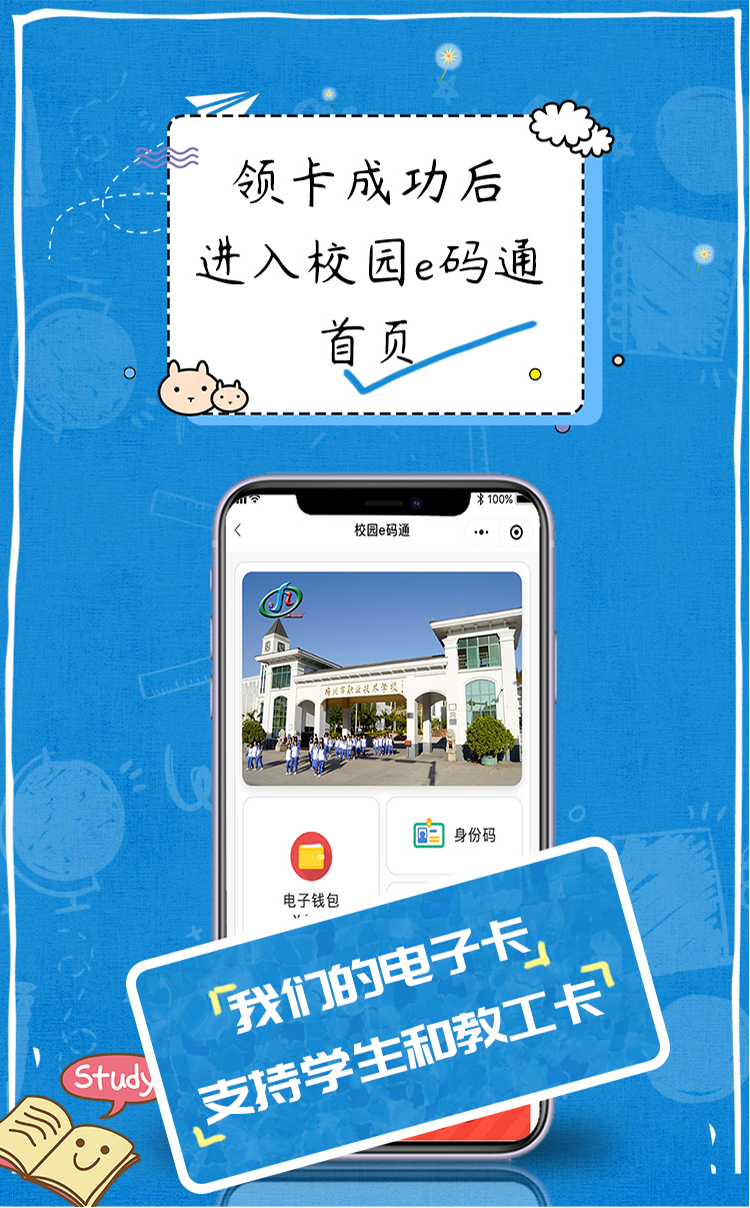 领卡成功后
进入校园e码通
首页
100%
校园e码通
漳州市职业技术学校
身份码
电子钱包
我们的电子卡
支持学生和教工卡
Study